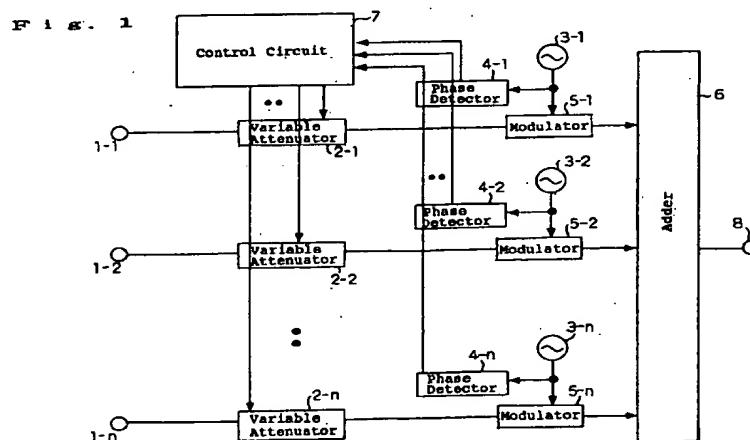 Fig. 1
7
Control Circuit
3-1
4-1
Phase
Detector
5-1
6
Variable
Attenuator
Modulator
1-1
2-1
3-2
4-2
Phase
Detector
5-2
Adder
8
Variable
Attenuator
Modulator
1-2
2-2
3-n
4-n
Phase
Detector
5-n
2-n
Variable
Attenuator
Modulator
1-n